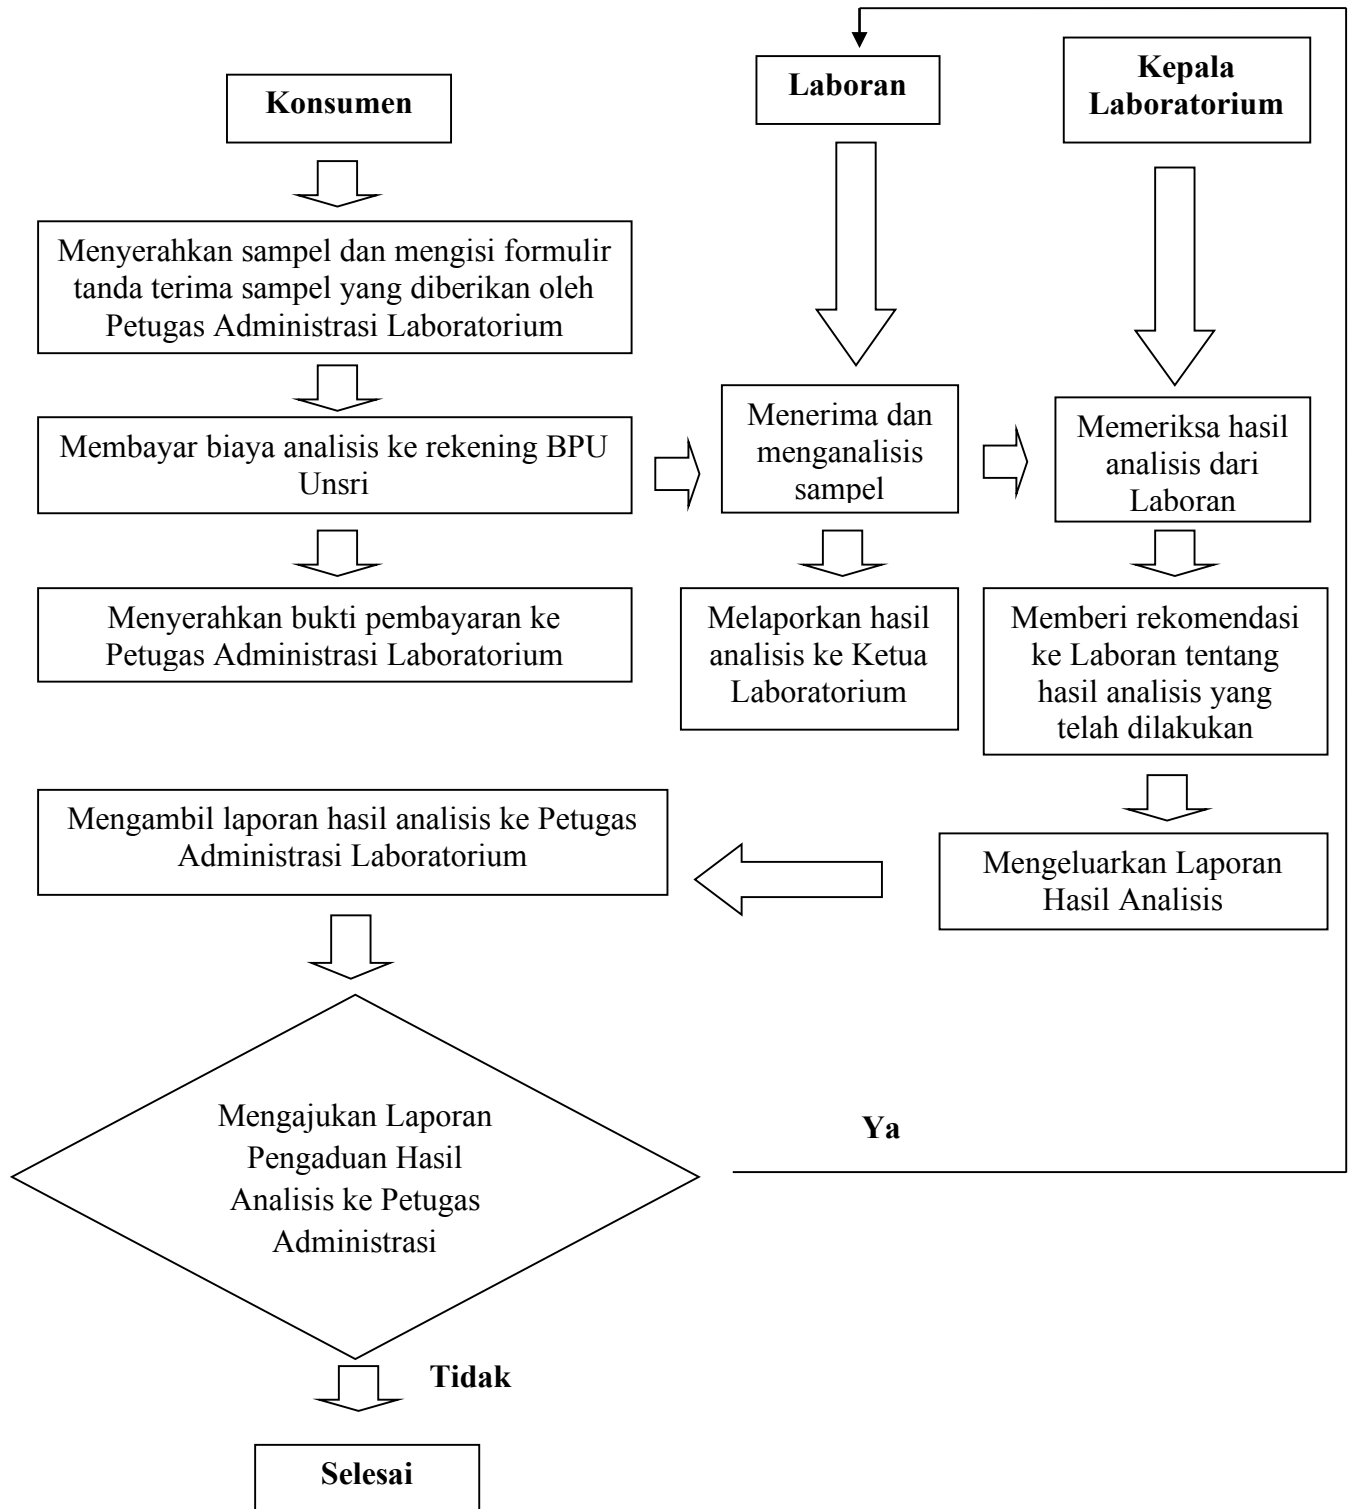 Konsumen
Laboran
Kepala
Laboratorium
Menyerahkan sampel dan mengisi formulir
tanda terima sampel yang diberikan oleh
Petugas Administrasi Laboratorium
Membayar biaya analisis ke rekening BPU
Unsri
Menerima dan
menganalisis
sampel
Memeriksa hasil
analisis dari
Laboran
Menyerahkan bukti pembayaran ke
Petugas Administrasi Laboratorium
Melaporkan hasil
analisis ke Ketua
Laboratorium
Memberi rekomendasi
ke Laboran tentang
hasil analisis yang
telah dilakukan
Mengambil laporan hasil analisis ke Petugas
Administrasi Laboratorium
Mengeluarkan Laporan
Hasil Analisis
Mengajukan Laporan
Pengaduan Hasil
Analisis ke Petugas
Administrasi
Ya
Tidak
Selesai